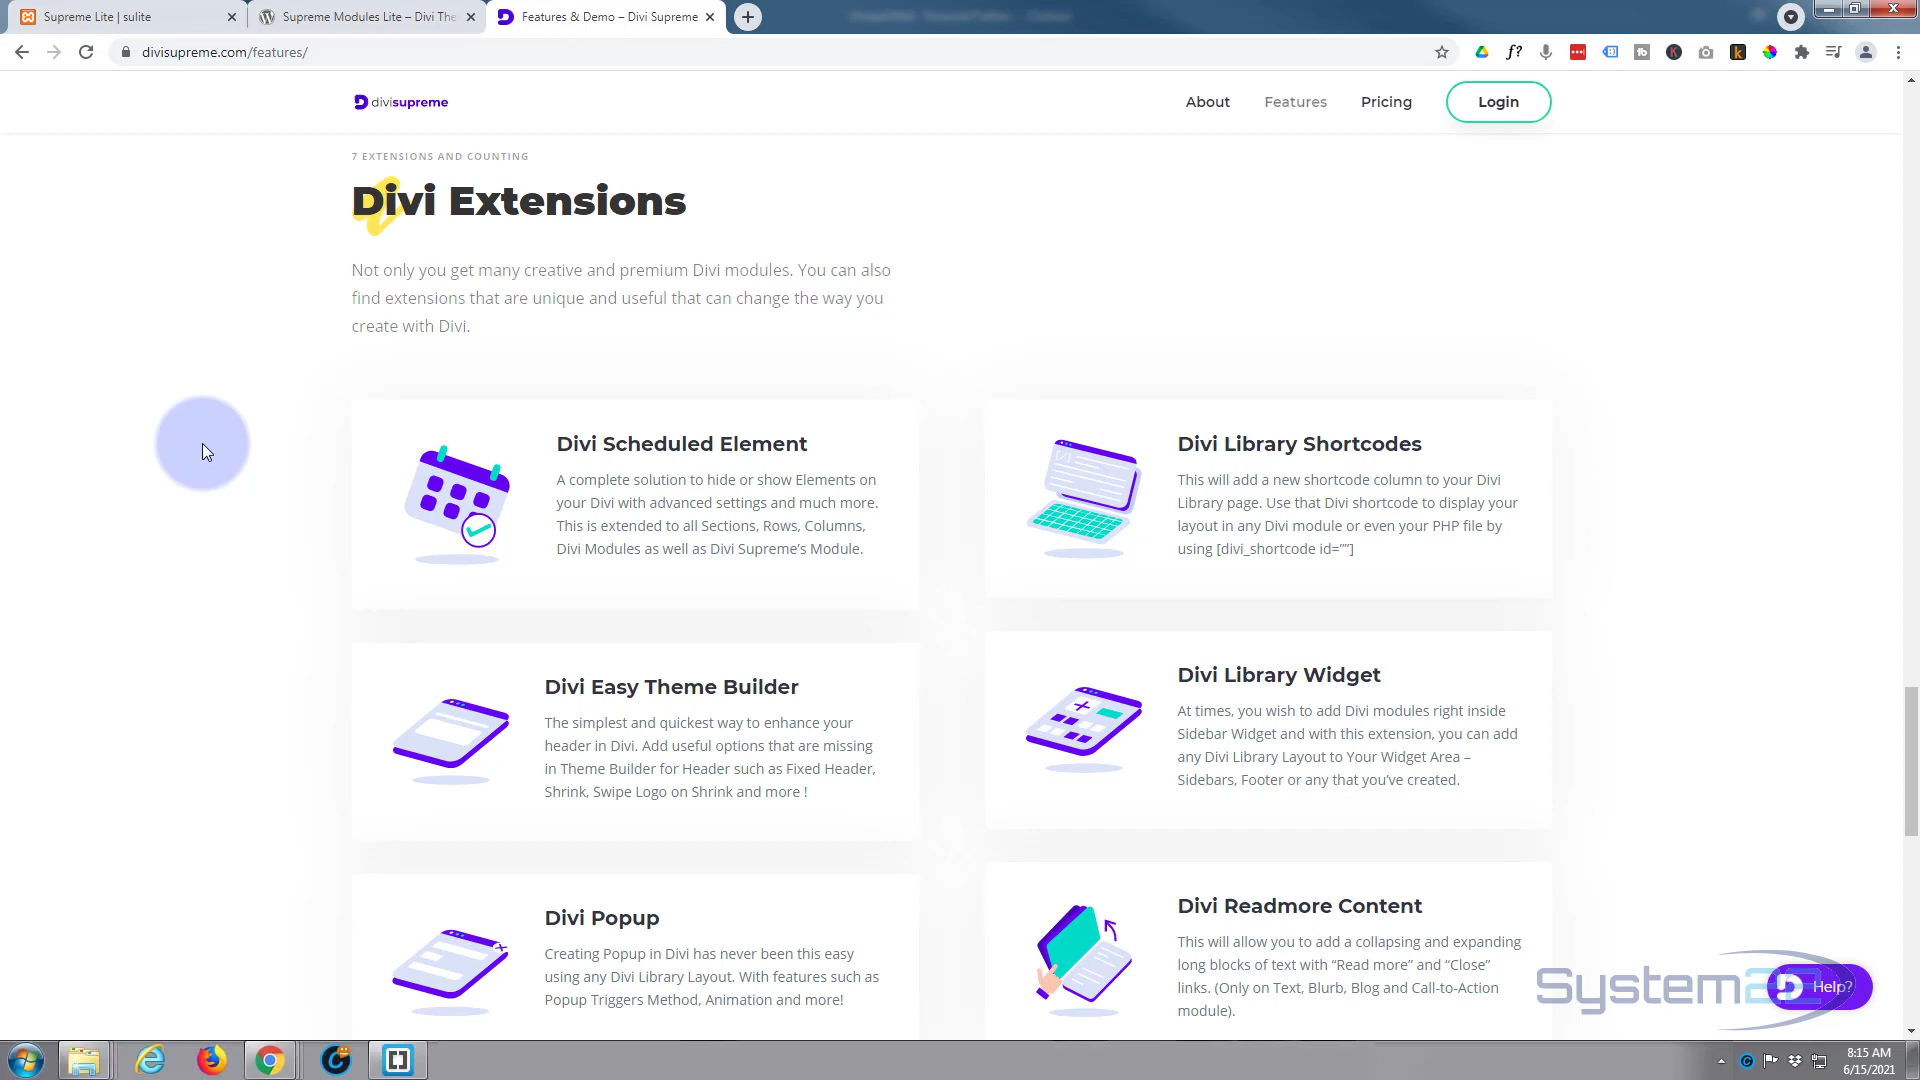 Supreme Lite | sulite
Supreme Modules Lite – Divi The
Features & Demo – Divi Supreme
divisupreme.com/features/
divisupreme
About
Features
Pricing
Login
7 EXTENSIONS AND COUNTING
Divi Extensions
Not only you get many creative and premium Divi modules. You can also
find extensions that are unique and useful that can change the way you
create with Divi.
Divi Scheduled Element
A complete solution to hide or show Elements on
your Divi with advanced settings and much more.
This is extended to all Sections, Rows, Columns,
Divi Modules as well as Divi Supreme’s Module.
Divi Library Shortcodes
This will add a new shortcode column to your Divi
Library page. Use that Divi shortcode to display your
layout in any Divi module or even your PHP file by
using [divi_shortcode id=””]
Divi Easy Theme Builder
The simplest and quickest way to enhance your
header in Divi. Add useful options that are missing
in Theme Builder for Header such as Fixed Header,
Shrink, Swipe Logo on Shrink and more !
Divi Library Widget
At times, you wish to add Divi modules right inside
Sidebar Widget and with this extension, you can add
any Divi Library Layout to Your Widget Area –
Sidebars, Footer or any that you’ve created.
Divi Popup
Creating Popup in Divi has never been this easy
using any Divi Library Layout. With features such as
Popup Triggers Method, Animation and more!
Divi Readmore Content
This will allow you to add a collapsing and expanding
long blocks of text with “Read more” and “Close”
links. (Only on Text, Blurb, Blog and Call-to-Action
module).
System22
Help?
8:15 AM
6/15/2021